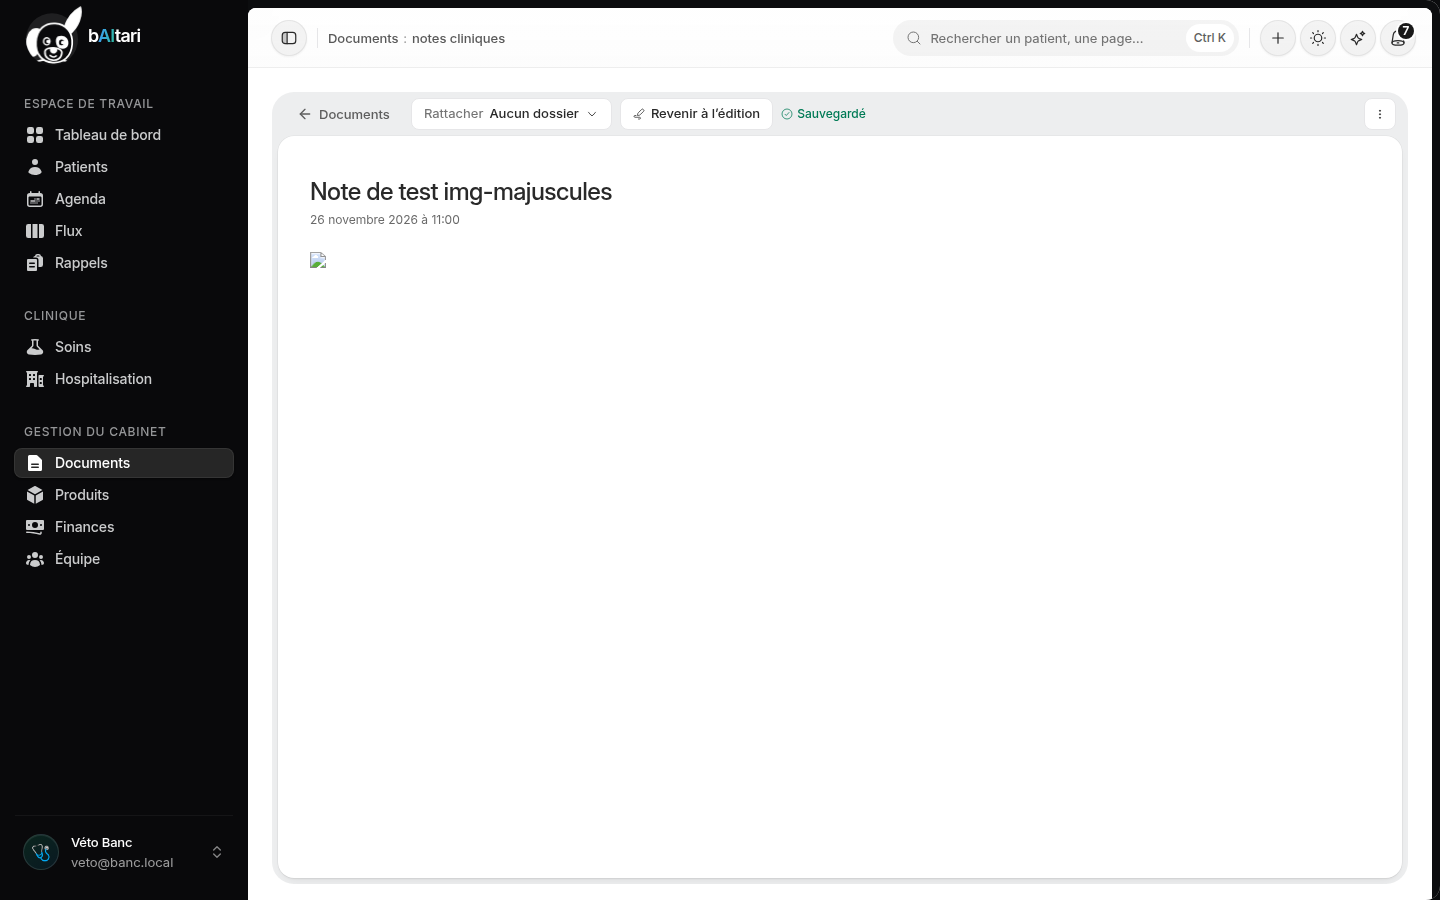 bAItari
ESPACE DE TRAVAIL
Tableau de bord
Patients
Agenda
Flux
Rappels
CLINIQUE
Soins
Hospitalisation
GESTION DU CABINET
Documents
Produits
Finances
Équipe
Véto Banc
veto@banc.local
Documents : notes cliniques
Rechercher un patient, une page...
Ctrl K
7
Documents
Rattacher Aucun dossier
Revenir à l’édition
Sauvegardé
Note de test img-majuscules
26 novembre 2026 à 11:00